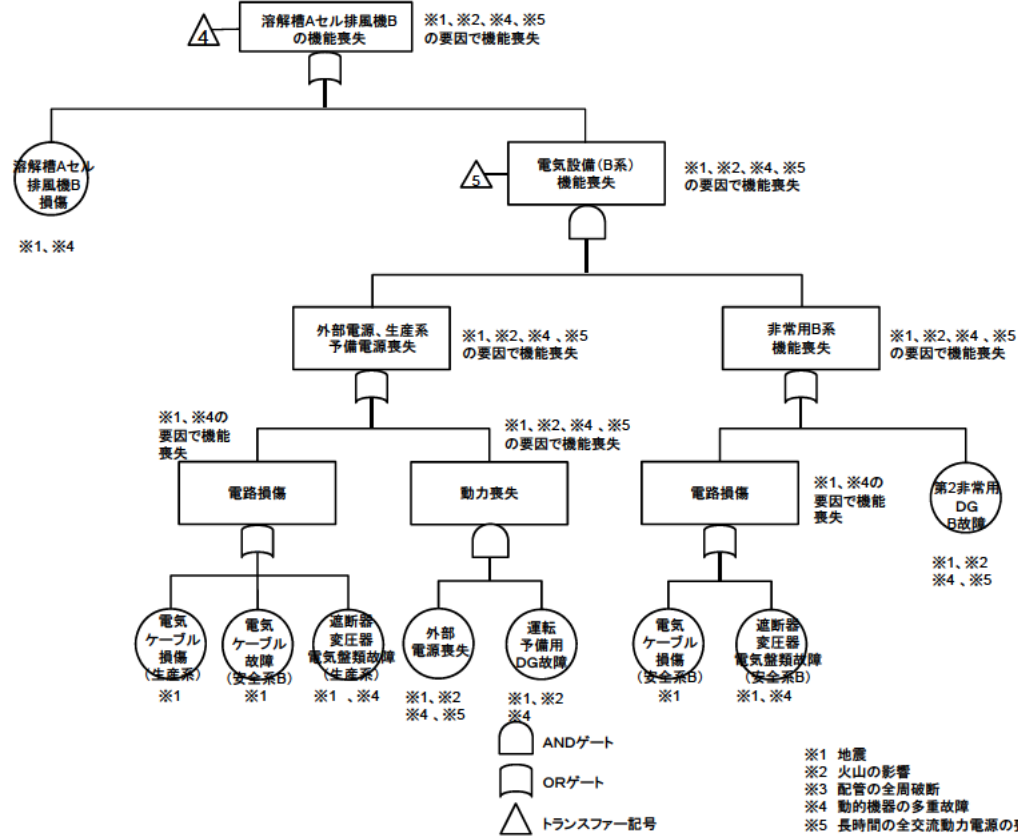 4
溶解槽Aセル排風機B
の機能喪失
※1、※2、※4、※5
の要因で機能喪失
溶解槽Aセル
排風機B
損傷
※1、※4
5
電気設備(B系)
機能喪失
※1、※2、※4、※5
の要因で機能喪失
外部電源、生産系
予備電源喪失
※1、※2、※4 、※5
の要因で機能喪失
非常用B系
機能喪失
※1、※2、※4 、※5
の要因で機能喪失
※1、※4の
要因で機能
喪失
電路損傷
※1、※2、※4 、※5
の要因で機能喪失
動力喪失
電路損傷
※1、※4の
要因で機能
喪失
第2非常用
DG
B故障
※1、※2
※4 、※5
電気
ケーブル
損傷
(生産系)
※1
電気
ケーブル
故障
(安全系B)
※1
遮断器
変圧器
電気盤類故障
(生産系)
※1 、※4
外部
電源喪失
※1、※2
※4 、※5
運転
予備用
DG故障
※1、※2
※4
電気
ケーブル
損傷
(安全系B)
※1
遮断器
変圧器
電気盤類故障
(安全系B)
※1、※4
ANDゲート
ORゲート
トランスファー記号
※1 地震
※2 火山の影響
※3 配管の全周破断
※4 動的機器の多重故障
※5 長時間の全交流動力電源の